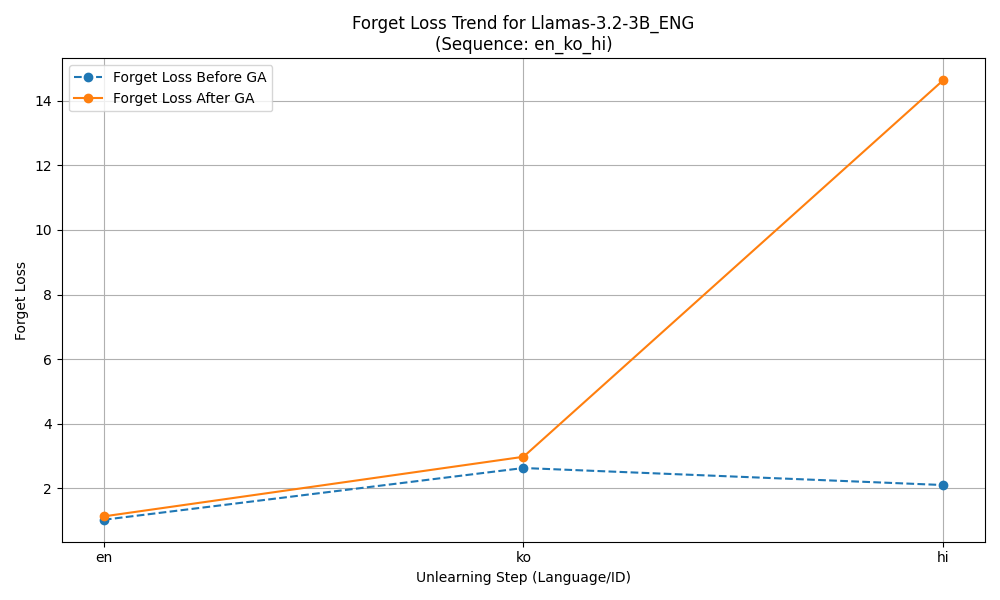 Forget Loss Trend for Llamas-3.2-3B_ENG
(Sequence: en_ko_hi)
Forget Loss Before GA
Forget Loss After GA
14
12
10
8
6
4
2
Forget Loss
en
ko
hi
Unlearning Step (Language/ID)